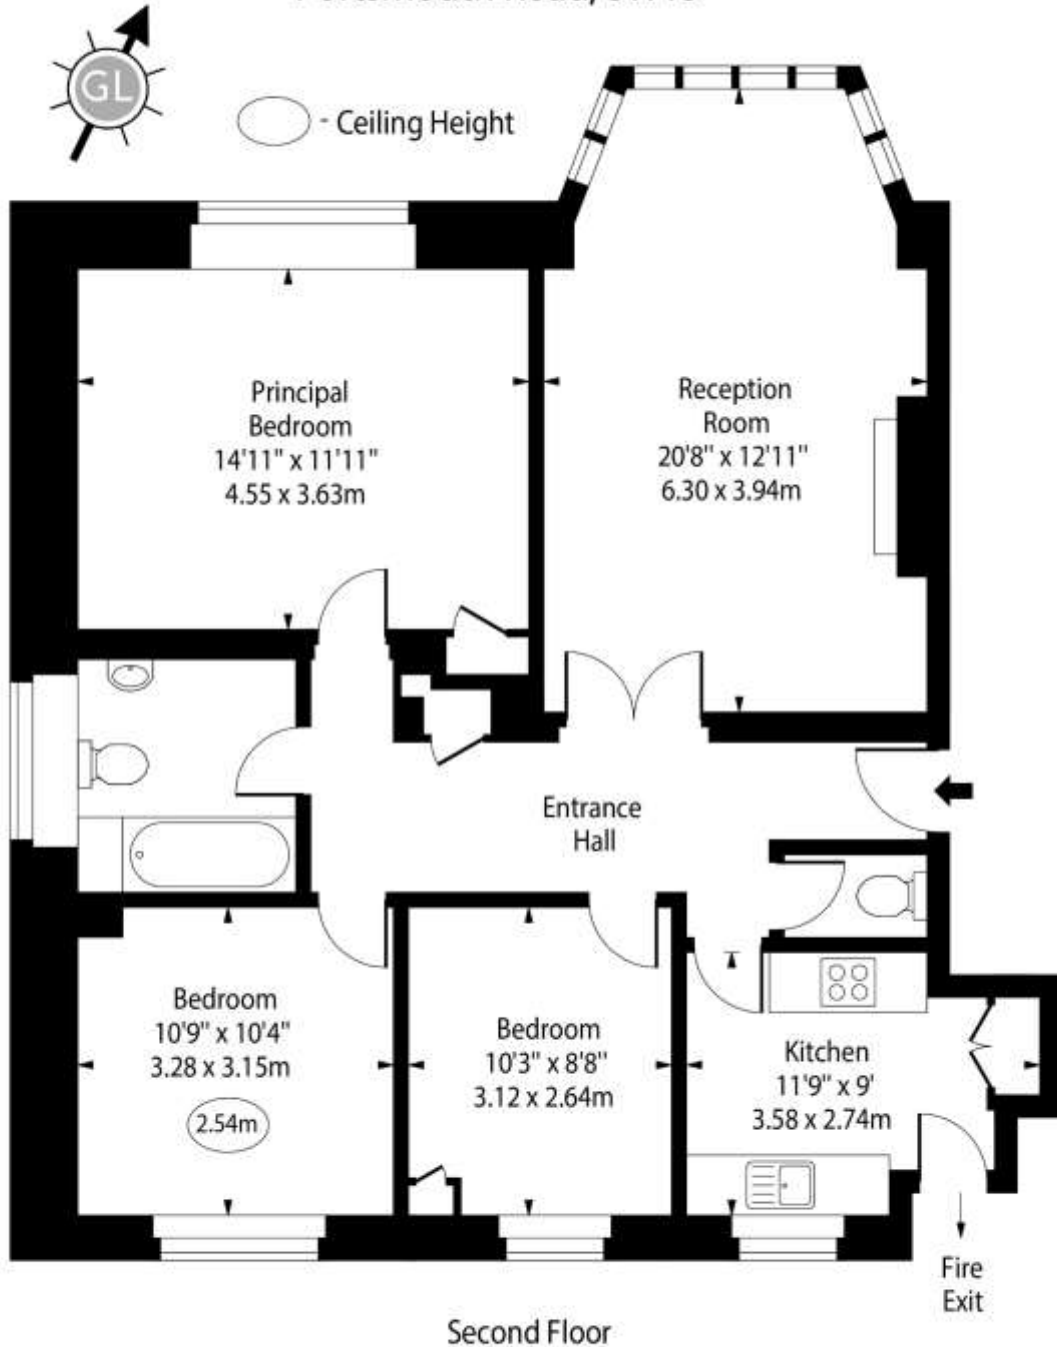 GL
- Ceiling Height
Principal
Bedroom
14'11" x 11'11"
4.55 x 3.63m
Reception
Room
20'8" x 12'11"
6.30 x 3.94m
Entrance
Hall
Bedroom
10'9" x 10'4"
3.28 x 3.15m
2.54m
Bedroom
10'3" x 8'8"
3.12 x 2.64m
Kitchen
11'9" x 9'
3.58 x 2.74m
Fire
Exit
Second Floor